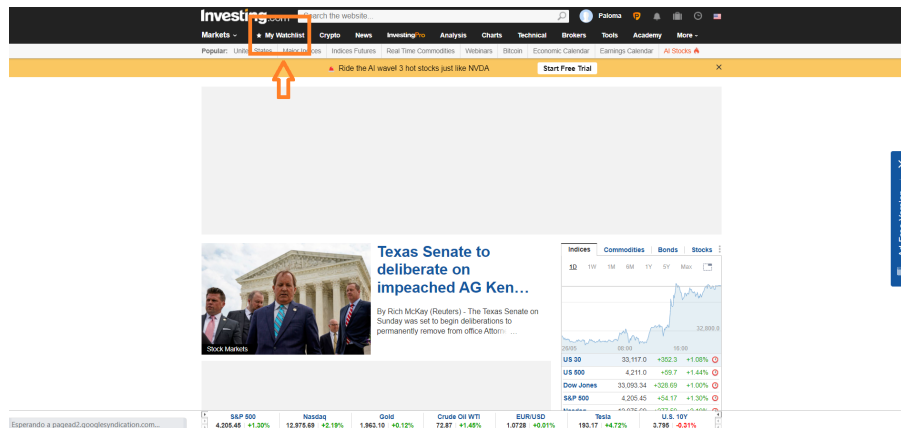 Investing.com Search the website... Paloma
Markets My Watchlist Crypto News InvestingPro Analysis Charts Technical Brokers Tools Academy More
Popular: United States Major Indices Indices Futures Real Time Commodities Webinars Bitcoin Economic Calendar Earnings Calendar AI Stocks
Ride the AI wave! 3 hot stocks just like NVDA Start Free Trial
Texas Senate to
deliberate on
impeached AG Ken...
By Rich McKay (Reuters) - The Texas Senate on
Sunday was set to begin deliberations to
permanently remove from office
Stock Markets
Indices Commodities Bonds Stocks
1D 1W 1M 6M 1Y 5Y Max
32,800.0
26/05 08:00 16:00
US 30 33,117.0 +352.3 +1.08%
US 500 4,211.0 +59.7 +1.44%
Dow Jones 33,093.34 +328.69 +1.00%
S&P 500 4,205.45 +54.17 +1.30%
S&P 500 Nasdaq Gold Crude Oil WTI EUR/USD Tesla U.S. 10Y
4,205.45 +1.30% 12,975.69 +2.19% 1,963.10 +0.12% 72.87 +1.45% 1.0728 +0.01% 193.17 +4.72% 3.795 -0.31%
Esperando a pagead2.googlesyndication.com...